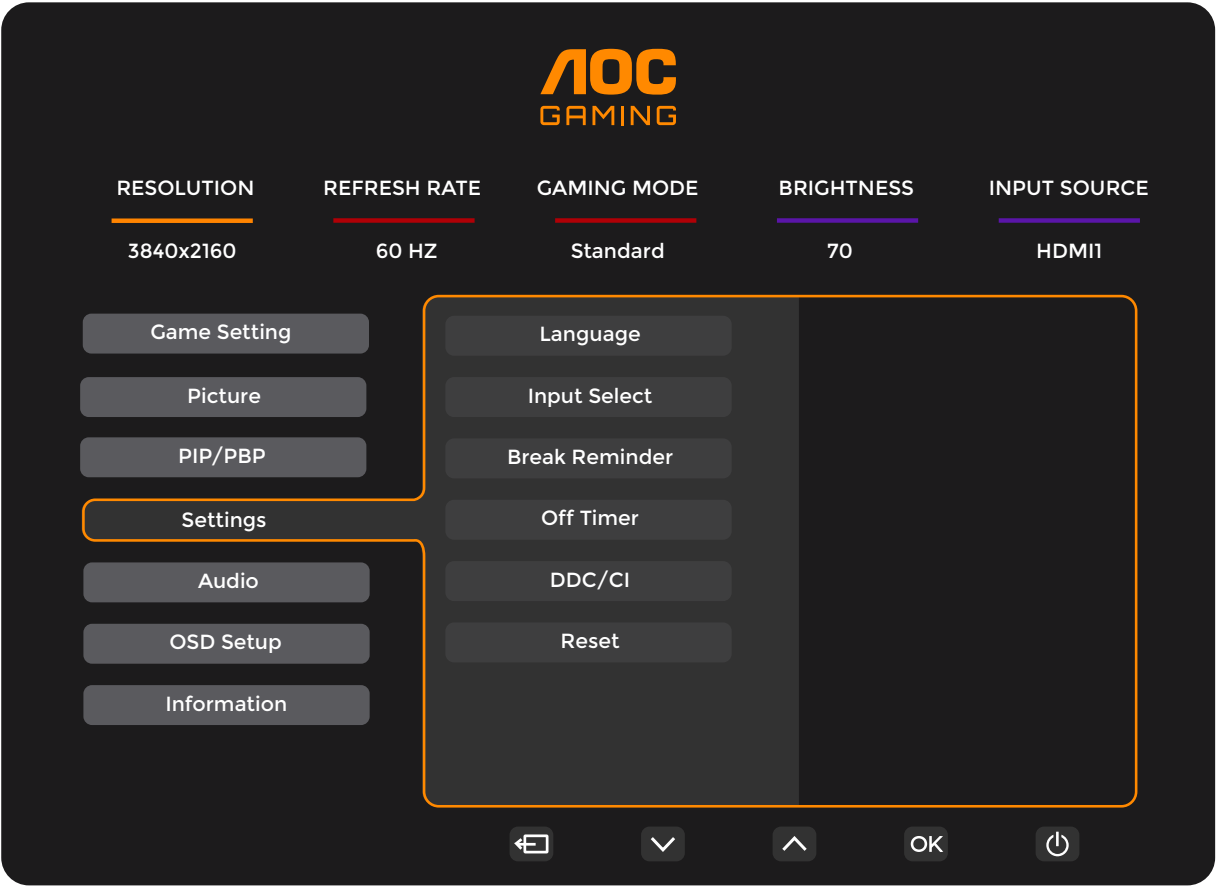 AOC
GAMING
RESOLUTION REFRESH RATE GAMING MODE BRIGHTNESS INPUT SOURCE
3840x2160 60 HZ Standard 70 HDMI1
Game Setting
Picture
PIP/PBP
Settings
Audio
OSD Setup
Information
Language
Input Select
Break Reminder
Off Timer
DDC/CI
Reset
OK